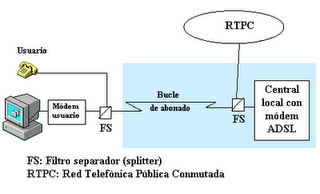 RTPC
Usuario
Módem
usuario
FS
Bucle
de abonado
FS
Central
local con
módem
ADSL
FS: Filtro separador (splitter)
RTPC: Red Telefónica Pública Conmutada